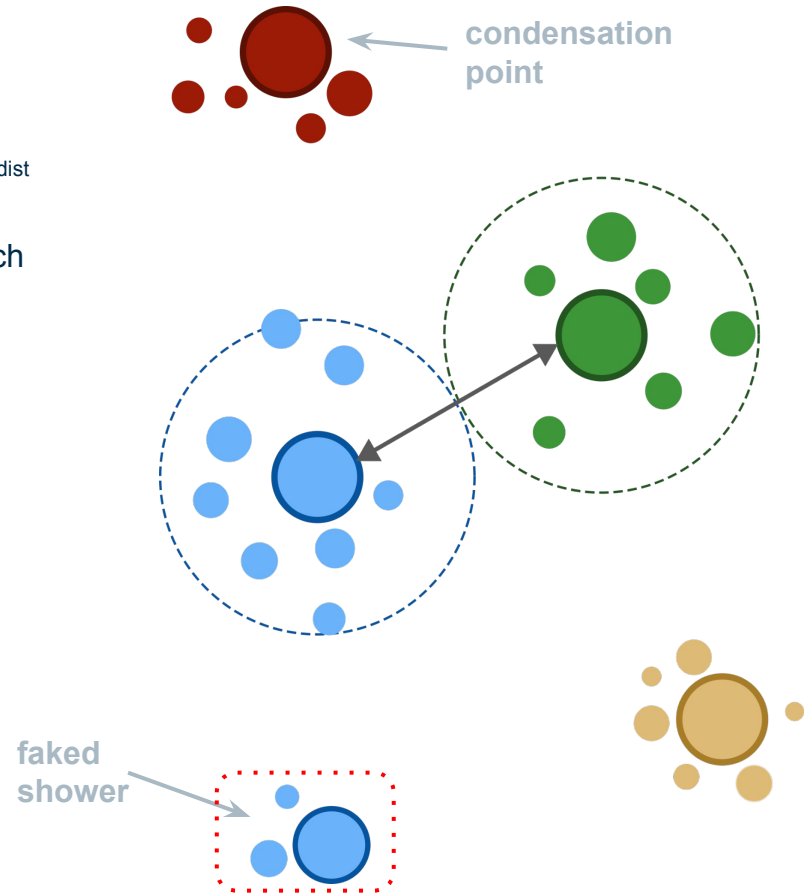 condensation
point
dist
ch
faked
shower